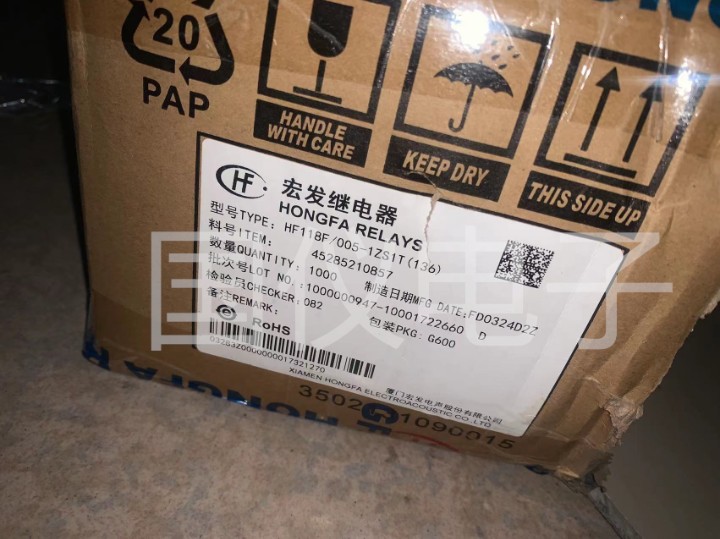 20
PAP
HANDLE
WITH CARE
KEEP DRY
THIS SIDE UP
HF
宏发继电器
HONGFA RELAYS
型号TYPE: HF118F/005-1ZS1T(136)
料号ITEM: 45285210857
数量QUANTITY: 1000 制造日期MFG DATE:FD0324D2Z
批次号LOT NO.:1000000947-10001722660 D
检验员CHECKER: 082 包装PKG: G600
备注REMARK:
RoHS
03283Z0000000017321270
厦门宏发电声股份有限公司
XIAMEN HONGFA ELECTROACOUSTIC CO.,LTD
HONGFA R
HONGFA
国仪电子